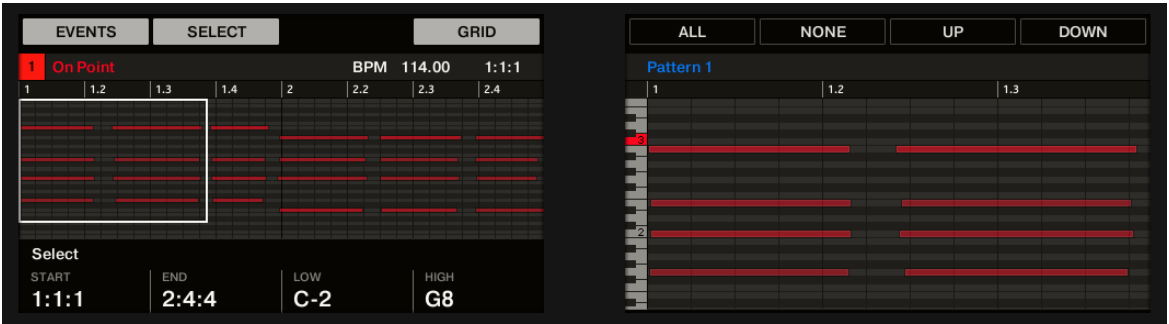 EVENTS SELECT GRID
1 On Point BPM 114.00 1:1:1
1 1.2 1.3 1.4 2 2.2 2.3 2.4
Select
START END LOW HIGH
1:1:1 2:4:4 C-2 G8
ALL NONE UP DOWN
Pattern 1
1 1.2 1.3
3
2